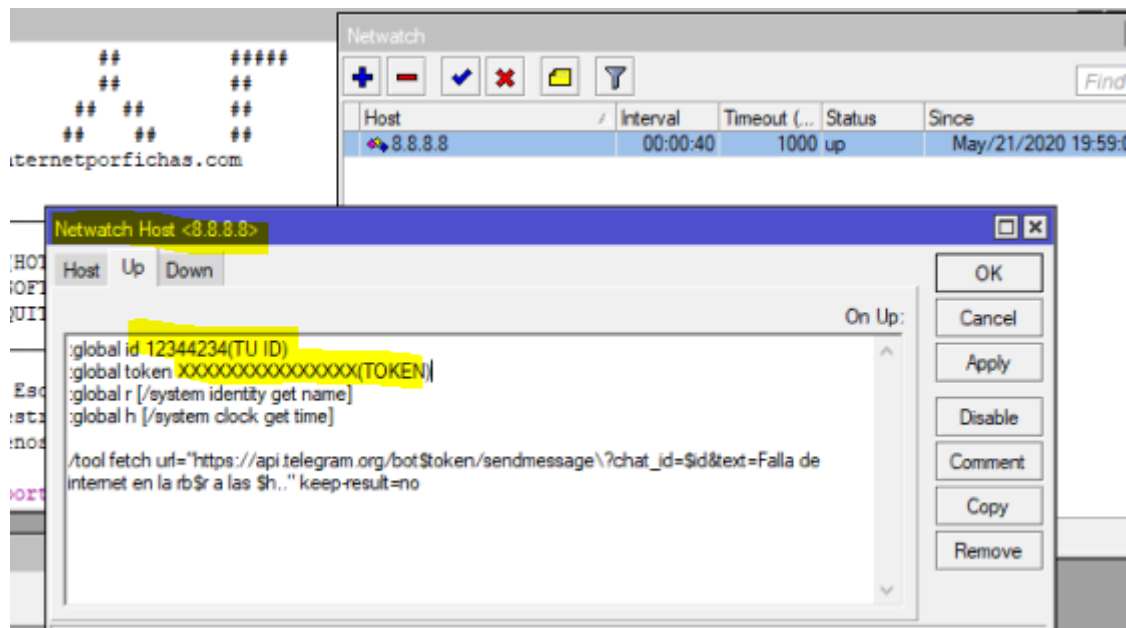 ##          #####
##          ##
##  ##          ##
##    ##        ##
nternetporfichas.com
Netwatch
Find
Host Interval Timeout (... Status Since
8.8.8.8 00:00:40 1000 up May/21/2020 19:59:0
Netwatch Host <8.8.8.8>
Host Up Down
On Up:
:global id 12344234(TU ID)
:global token XXXXXXXXXXXXXXXX(TOKEN)
:global r [/system identity get name]
:global h [/system clock get time]
/tool fetch url="https://api.telegram.org/bot$token/sendmessage\?chat_id=$id&text=Falla de
internet en la rb$r a las $h.." keep-result=no
OK
Cancel
Apply
Disable
Comment
Copy
Remove